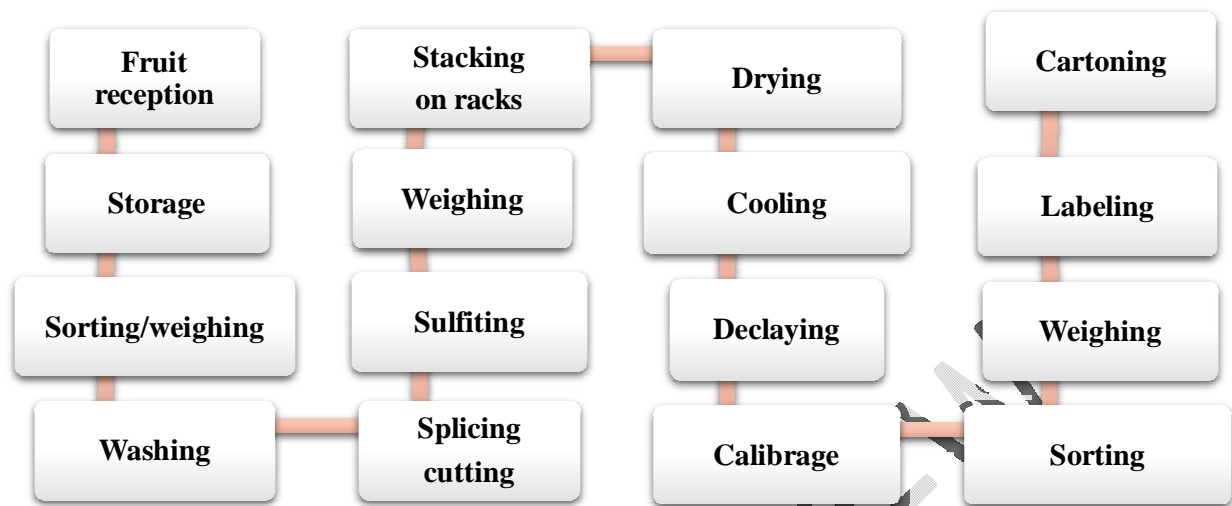 Fruit
reception
Storage
Sorting/weighing
Washing
Splicing
cutting
Sulfiting
Weighing
Stacking
on racks
Drying
Cooling
Declaying
Calibrage
Sorting
Weighing
Labeling
Cartoning